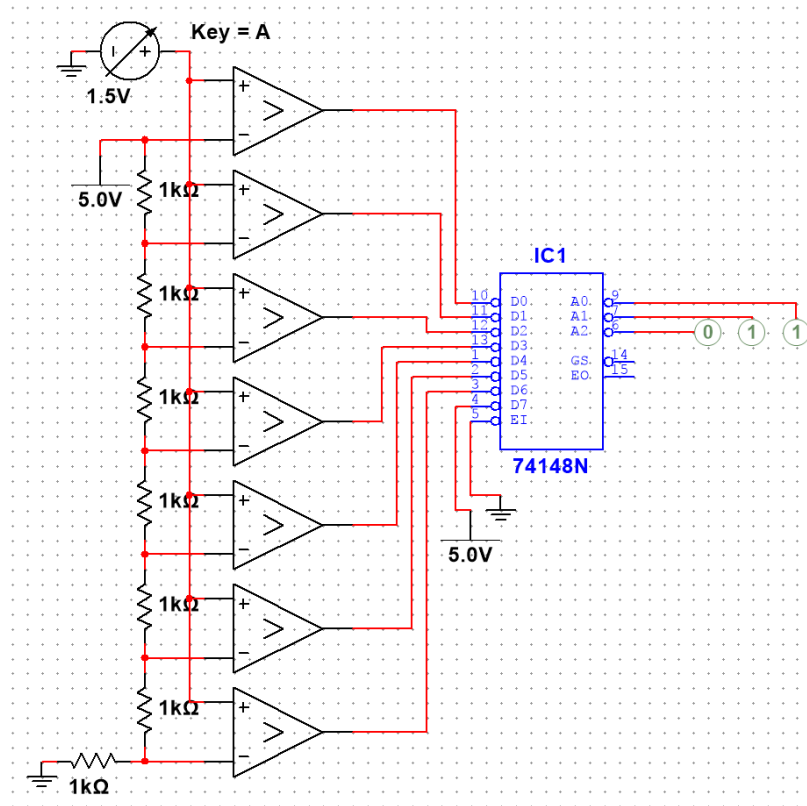 Key = A
1.5V
+
−
5.0V
1kΩ
+
−
1kΩ
+
−
1kΩ
+
−
1kΩ
+
−
1kΩ
+
−
1kΩ
+
−
1kΩ
IC1
10 D0 A0 9
11 D1 A1 7
12 D2 A2 6
13 D3
1 D4 GS 14
2 D5 EO 15
3 D6
4 D7
5 EI
74148N
0 1 1
5.0V